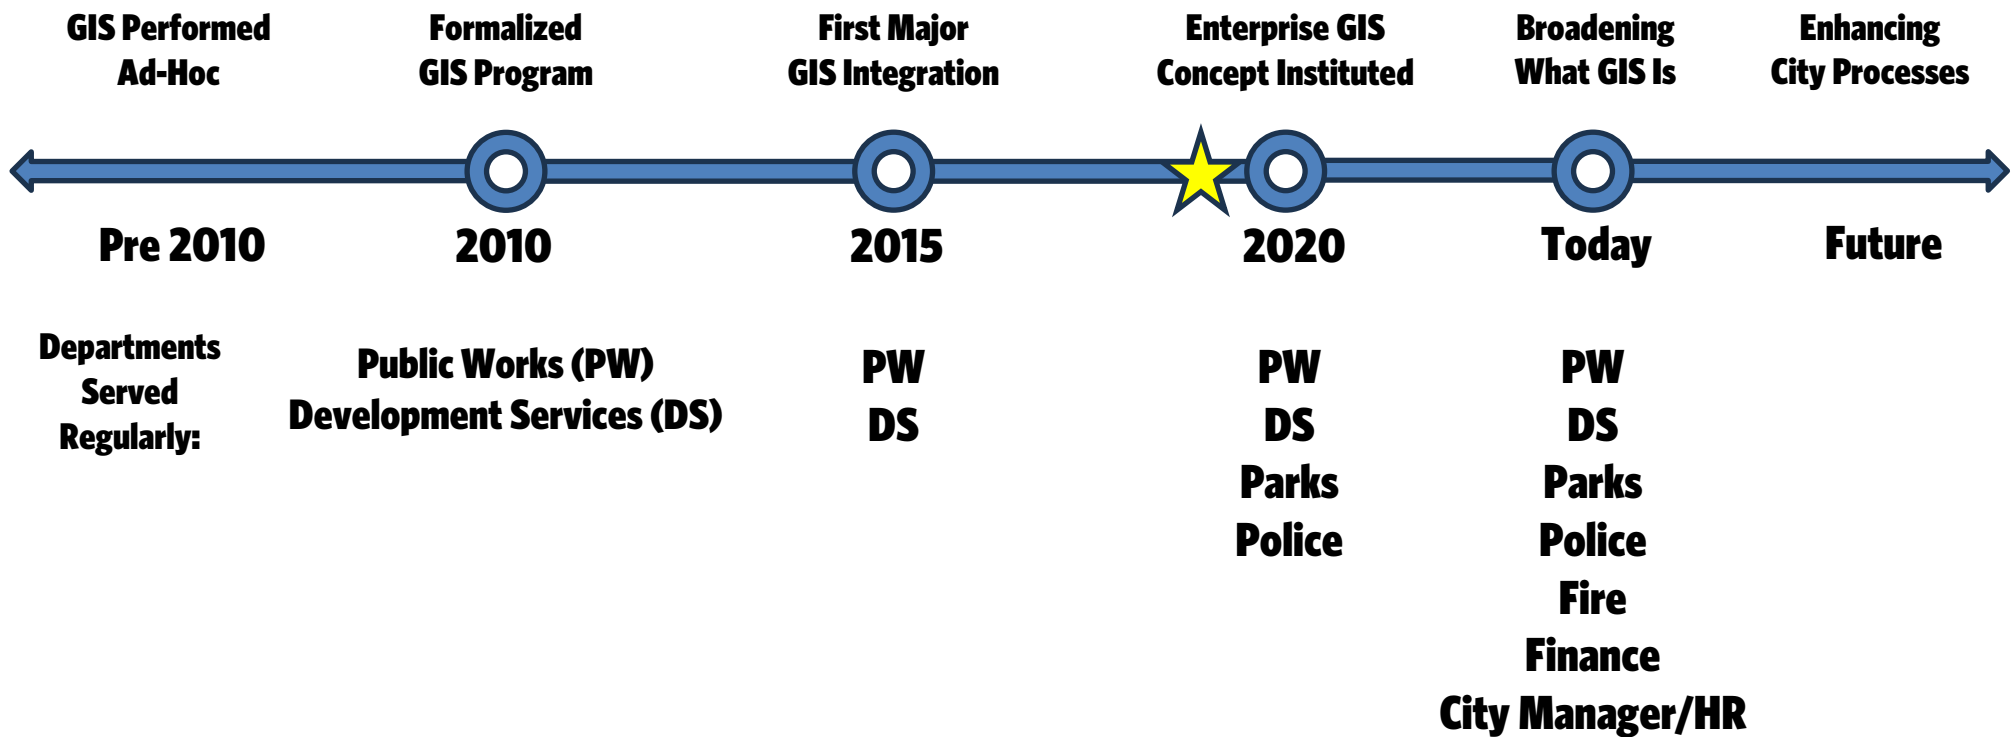 GIS Performed
Ad-Hoc
Formalized
GIS Program
First Major
GIS Integration
Enterprise GIS
Concept Instituted
Broadening
What GIS Is
Enhancing
City Processes
Pre 2010
2010
2015
2020
Today
Future
Departments
Served
Regularly:
Public Works (PW)
Development Services (DS)
PW
DS
PW
DS
Parks
Police
PW
DS
Parks
Police
Fire
Finance
City Manager/HR